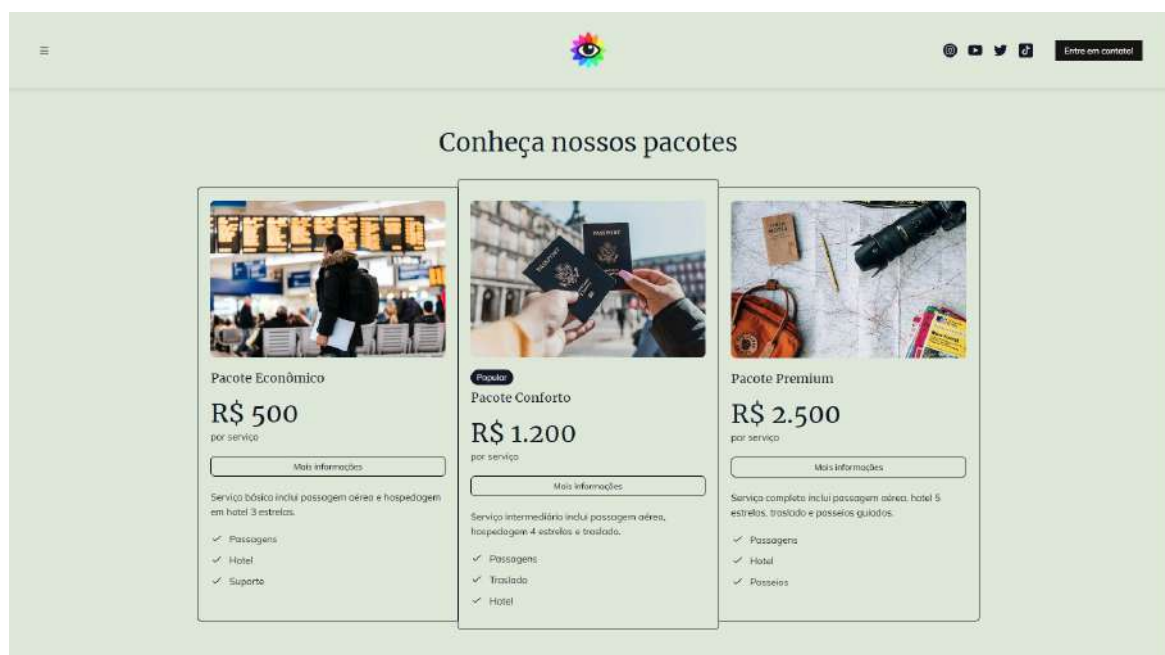 Entre em contato!
Conheça nossos pacotes
Pacote Econômico
R$ 500
por serviço
Mais informações
Serviço básico inclui passagem aérea e hospedagem
em hotel 3 estrelas.
Passagens
Hotel
Suporte
PASSPORT
PASSPORT
Popular
Pacote Conforto
R$ 1.200
por serviço
Mais informações
Serviço intermediário inclui passagem aérea,
hospedagem 4 estrelas e traslado.
Passagens
Traslado
Hotel
Pacote Premium
R$ 2.500
por serviço
Mais informações
Serviço completo inclui passagem aérea, hotel 5
estrelas, traslado e passeios guiados.
Passagens
Hotel
Passeios